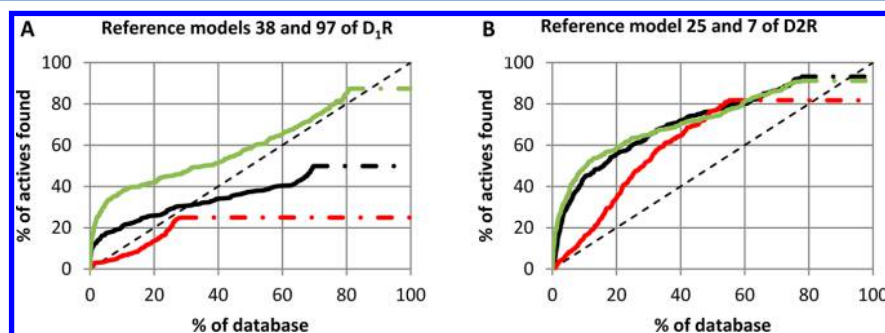 A Reference models 38 and 97 of D₁R
% of actives found
100
80
60
40
20
0
0 20 40 60 80 100
% of database
B Reference model 25 and 7 of D2R
% of actives found
100
80
60
40
20
0
0 20 40 60 80 100
% of database